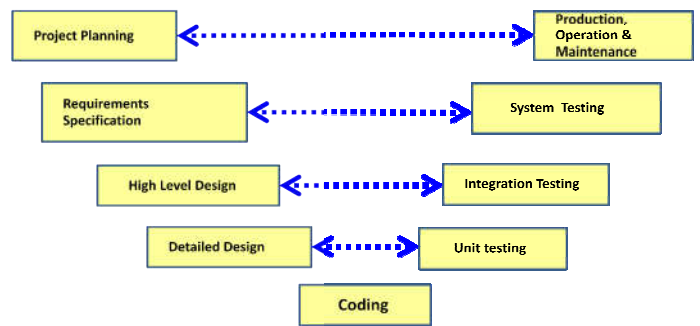 Project Planning
Production,
Operation &
Maintenance
Requirements
Specification
System Testing
High Level Design
Integration Testing
Detailed Design
Unit testing
Coding